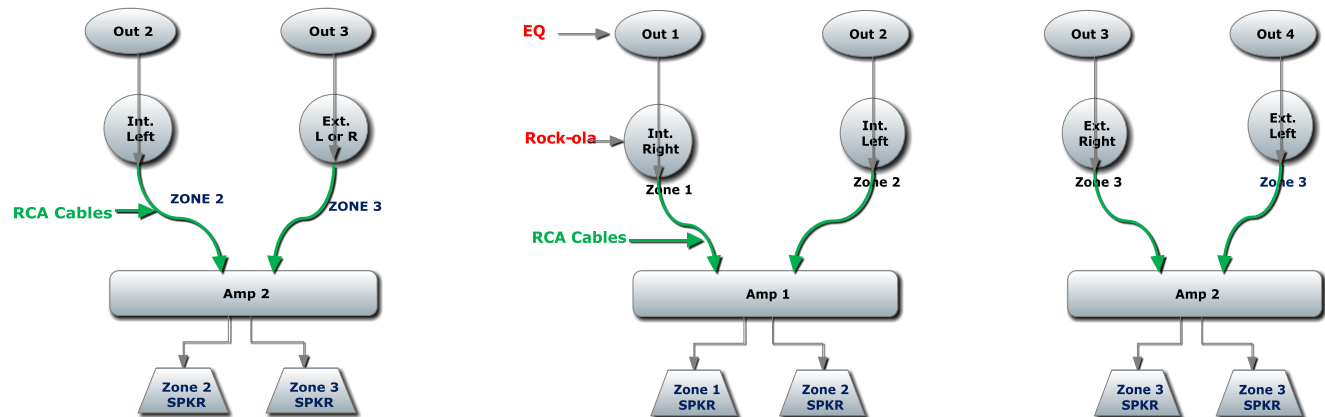 Out 2
Out 3
Int.
Left
Ext.
L or R
ZONE 2
ZONE 3
RCA Cables
Amp 2
Zone 2
SPKR
Zone 3
SPKR
EQ
Out 1
Out 2
Rock-ola
Int.
Right
Int.
Left
Zone 1
Zone 2
RCA Cables
Amp 1
Zone 1
SPKR
Zone 2
SPKR
Out 3
Out 4
Ext.
Right
Ext.
Left
Zone 3
Zone 3
Amp 2
Zone 3
SPKR
Zone 3
SPKR